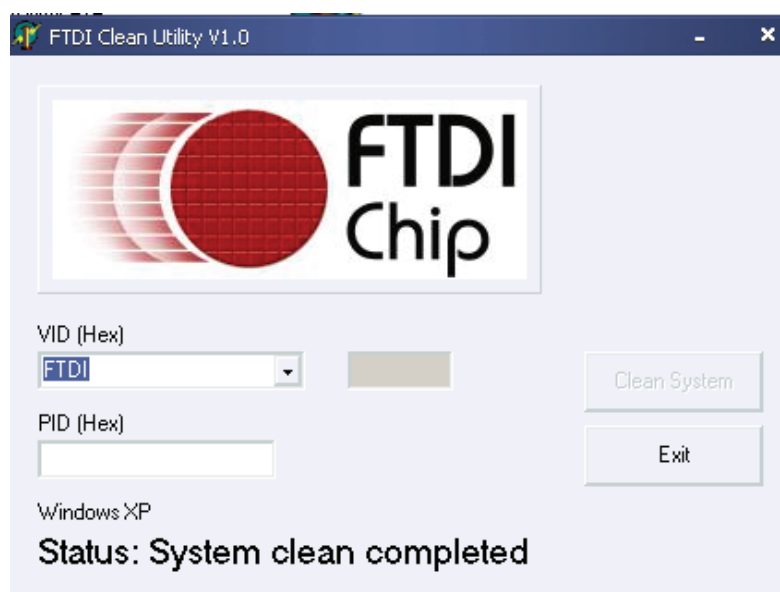 FTDI Clean Utility V1.0
FTDI
Chip
VID (Hex)
FTDI
Clean System
PID (Hex)
Exit
Windows XP
Status: System clean completed